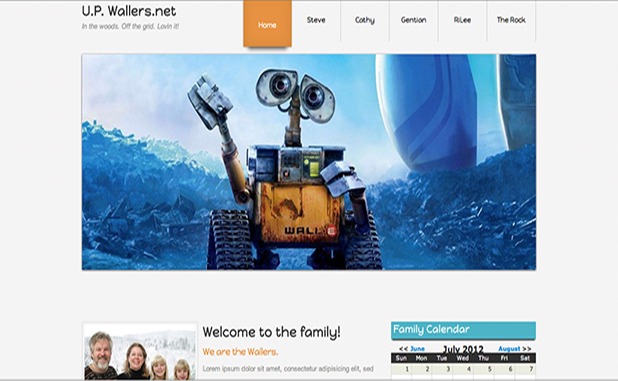 U.P. Wallers.net
In the woods. Off the grid. Lovin it!
Home Steve Cathy Gentian RiLee The Rock
WALL
Welcome to the family!
We are the Wallers.
Lorem ipsum dolor sit amet, consectetur adipisicing elit, sed
Family Calendar
<< June July 2012 August >>
Sun Mon Tue Wed Thu Fri Sat
1 2 3 4 5 6 7